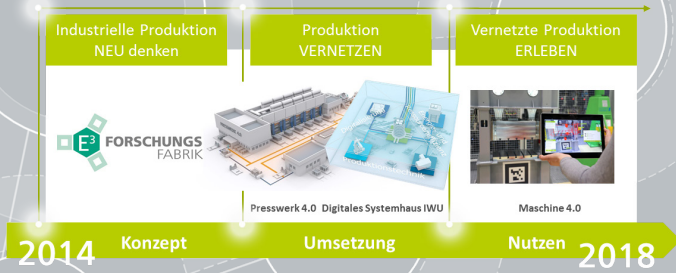 Industrielle Produktion
NEU denken
Produktion
VERNETZEN
Vernetzte Produktion
ERLEBEN
E³ FORSCHUNGS
FABRIK
Produktionstechnik
Presswerk 4.0 Digitales Systemhaus IWU
Maschine 4.0
2014 Konzept Umsetzung Nutzen 2018